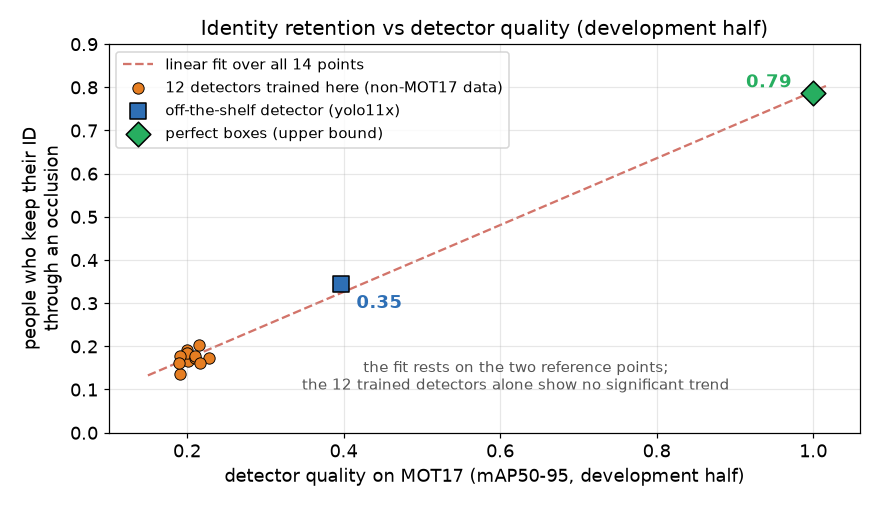 Identity retention vs detector quality (development half)
linear fit over all 14 points
12 detectors trained here (non-MOT17 data)
off-the-shelf detector (yolo11x)
perfect boxes (upper bound)
0.79
0.35
the fit rests on the two reference points;
the 12 trained detectors alone show no significant trend
people who keep their ID
through an occlusion
0.9
0.8
0.7
0.6
0.5
0.4
0.3
0.2
0.1
0.0
0.2
0.4
0.6
0.8
1.0
detector quality on MOT17 (mAP50-95, development half)